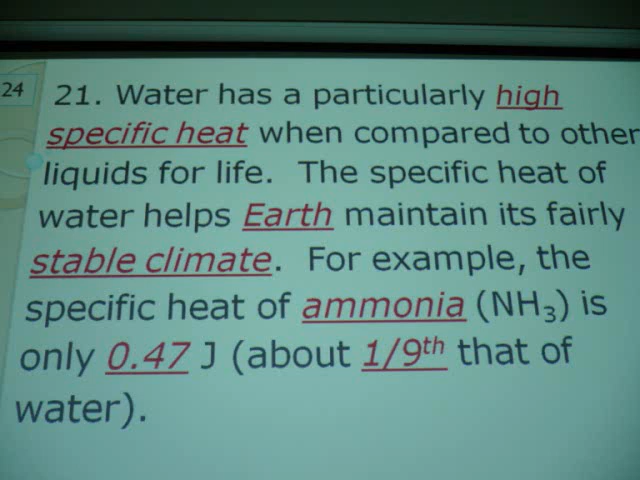 24
21. Water has a particularly high
specific heat when compared to other
liquids for life. The specific heat of
water helps Earth maintain its fairly
stable climate. For example, the
specific heat of ammonia (NH₃) is
only 0.47 J (about 1/9th that of
water).